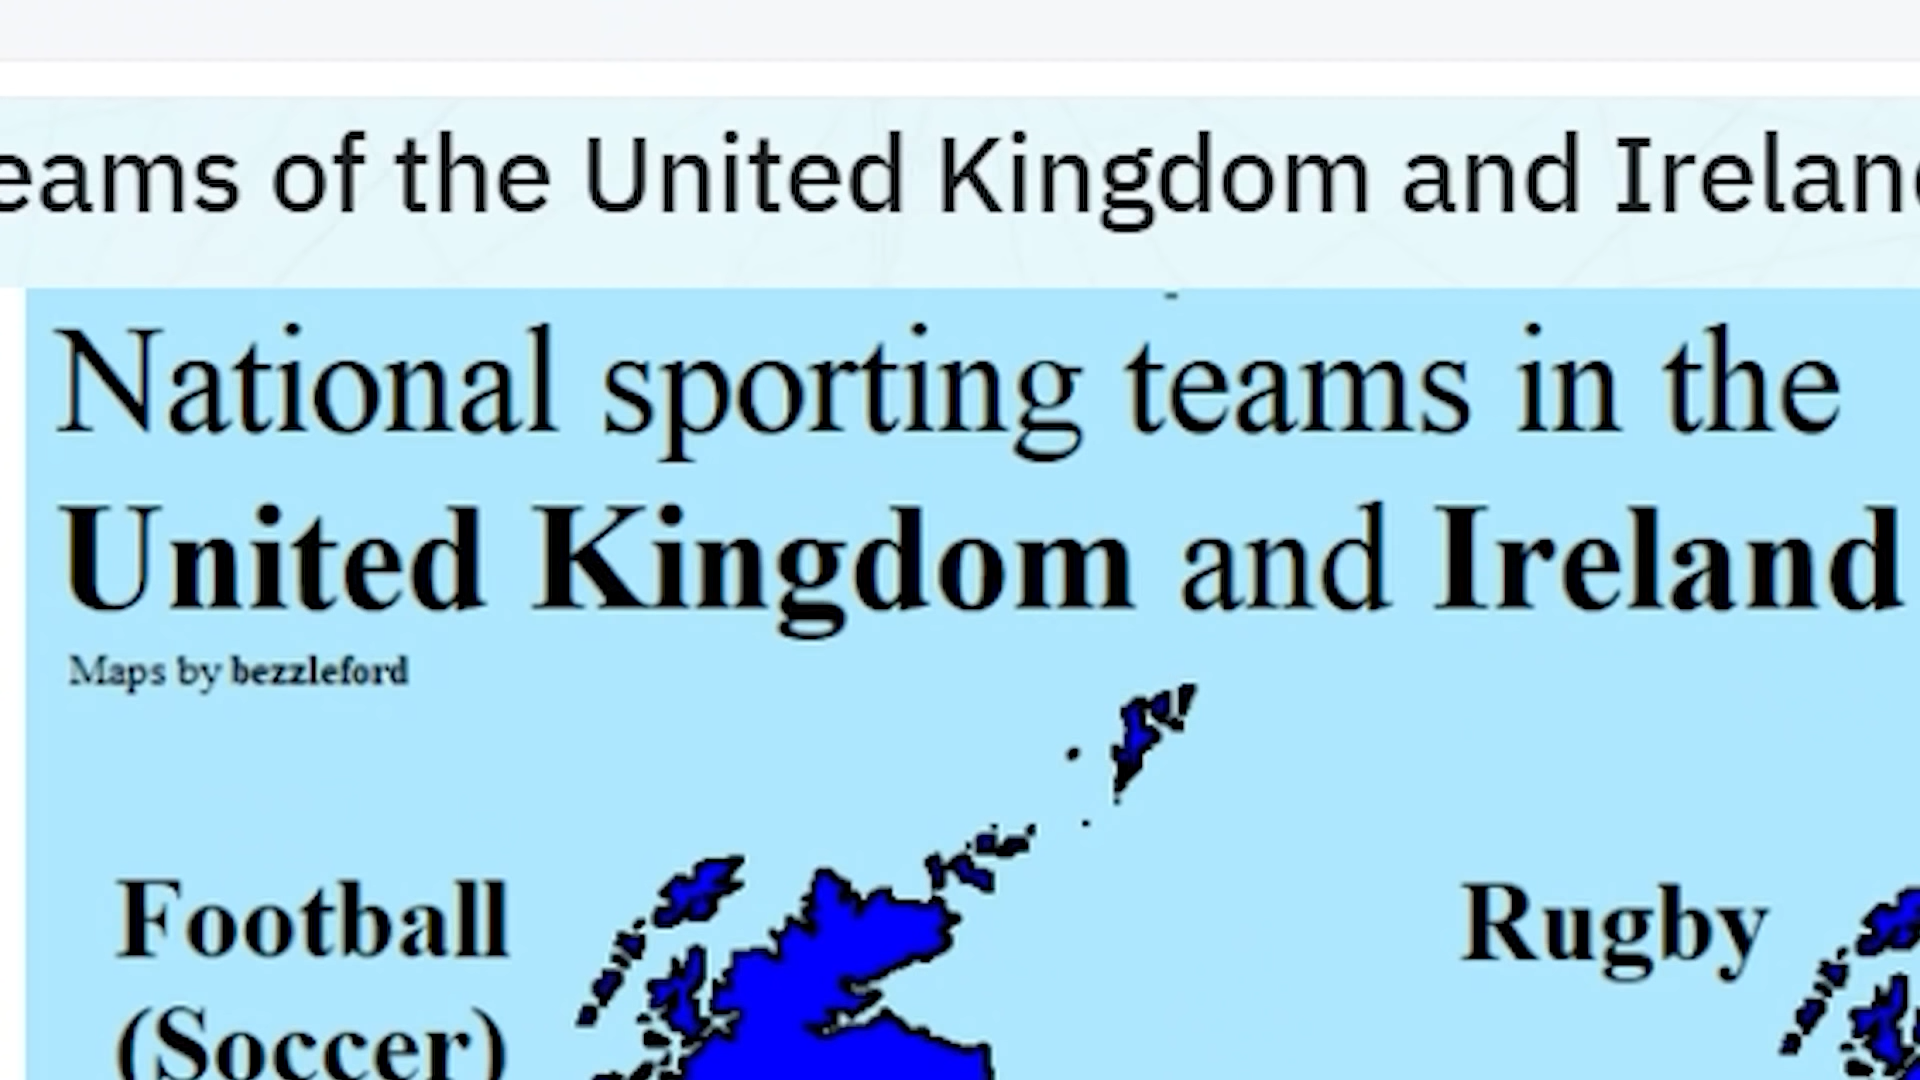 eams of the United Kingdom and Irelan
National sporting teams in the
United Kingdom and Ireland
Maps by bezzleford
Football
(Soccer)
Rugby